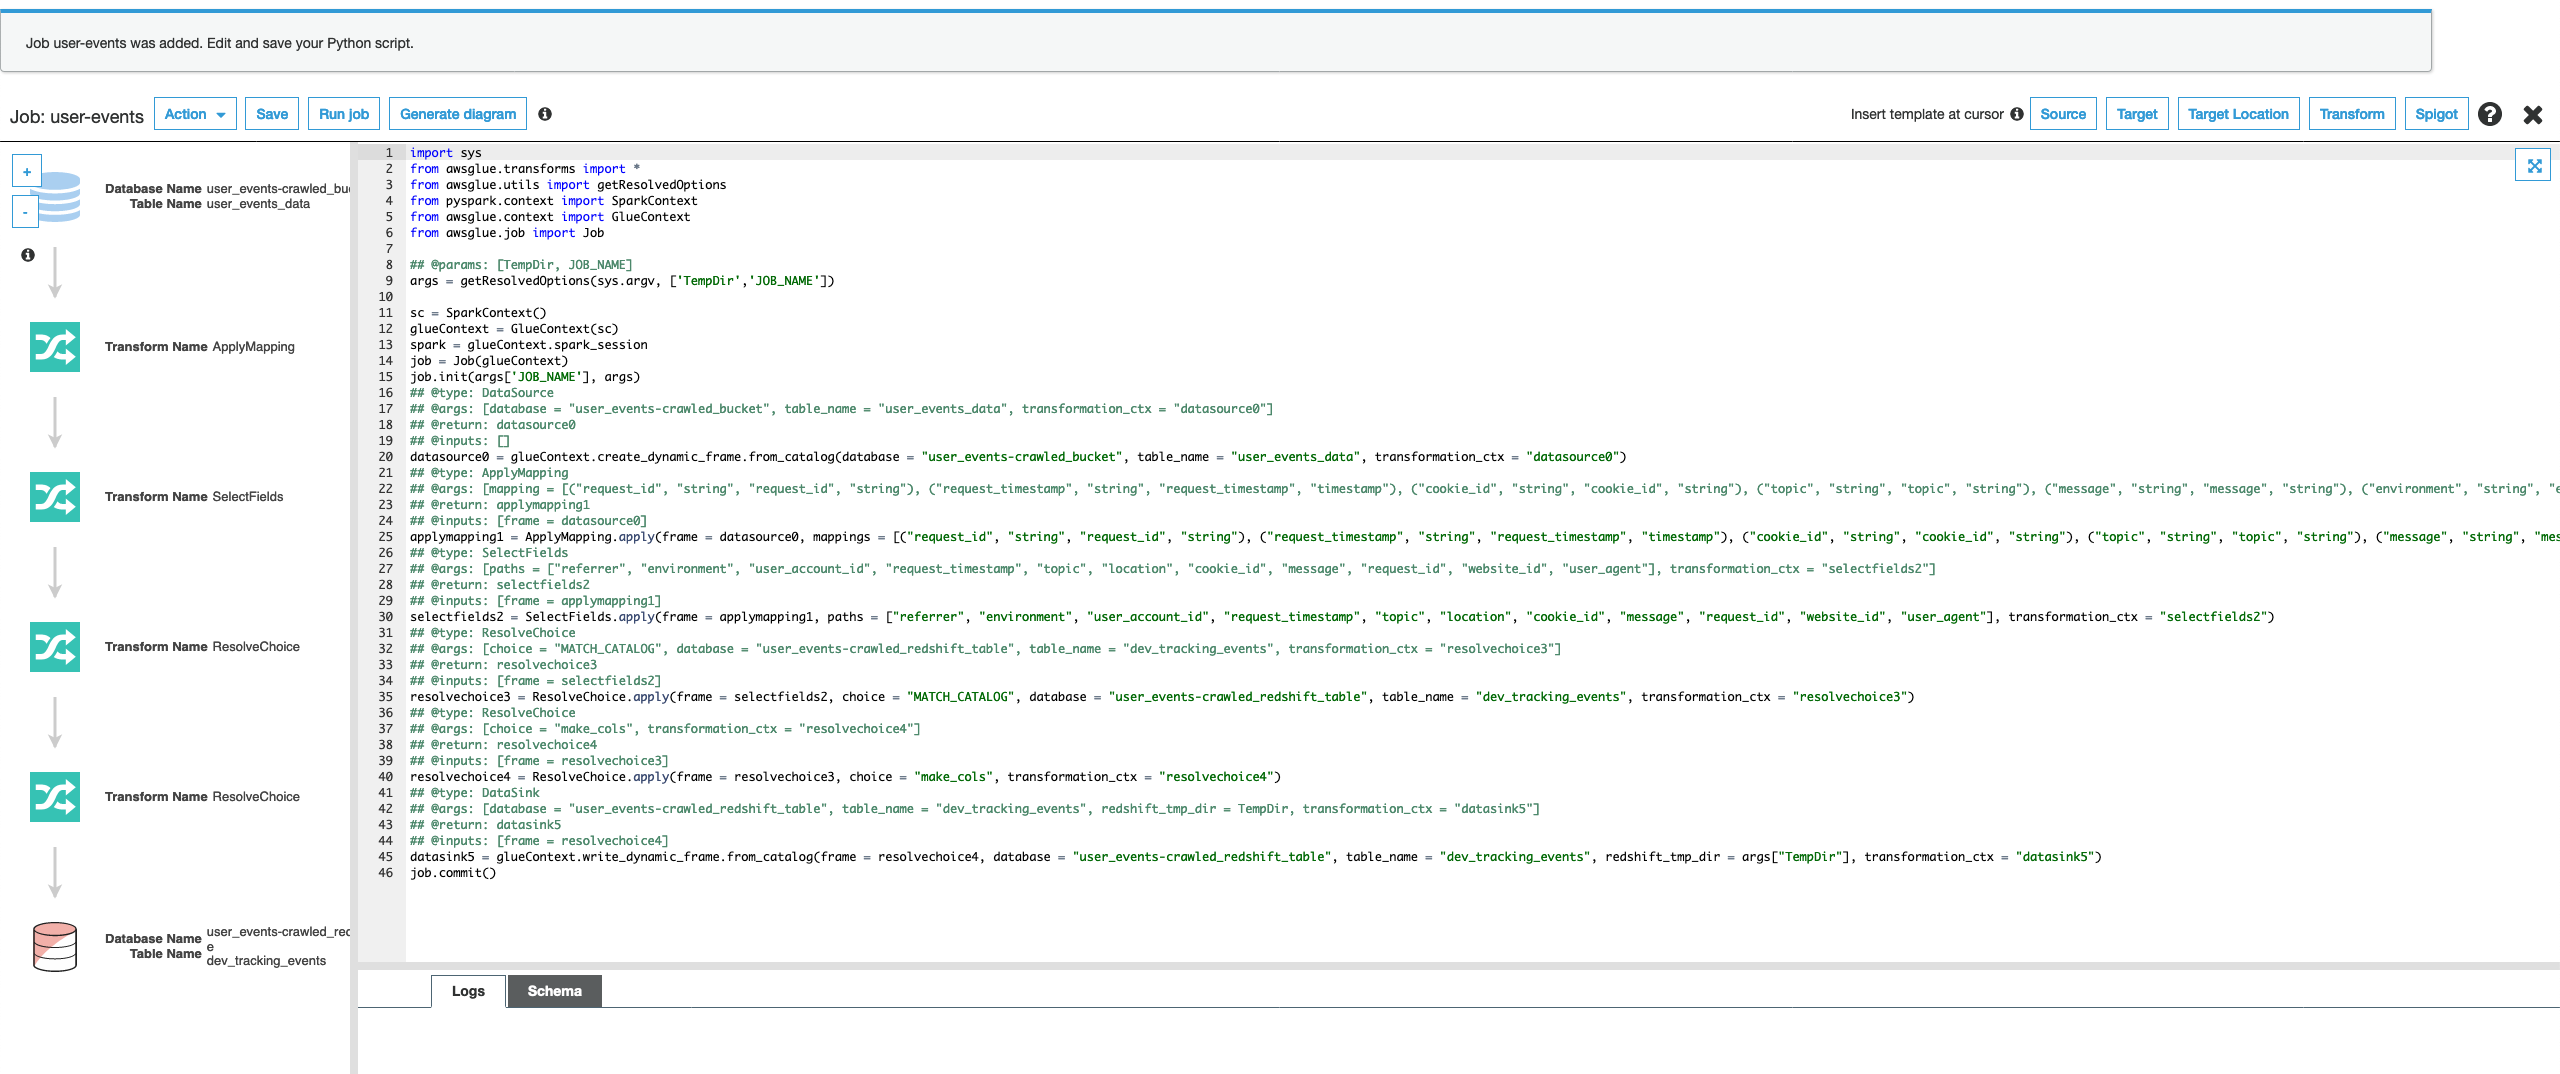 Job user-events was added. Edit and save your Python script.
Job: user-events
Action
Save
Run job
Generate diagram
Insert template at cursor
Source
Target
Target Location
Transform
Spigot
+
-
Database Name user_events-crawled_bu
Table Name user_events_data
Transform Name ApplyMapping
Transform Name SelectFields
Transform Name ResolveChoice
Transform Name ResolveChoice
Database Name user_events-crawled_rec
e
Table Name dev_tracking_events
1 import sys
2 from awsglue.transforms import *
3 from awsglue.utils import getResolvedOptions
4 from pyspark.context import SparkContext
5 from awsglue.context import GlueContext
6 from awsglue.job import Job
7
8 ## @params: [TempDir, JOB_NAME]
9 args = getResolvedOptions(sys.argv, ['TempDir','JOB_NAME'])
10
11 sc = SparkContext()
12 glueContext = GlueContext(sc)
13 spark = glueContext.spark_session
14 job = Job(glueContext)
15 job.init(args['JOB_NAME'], args)
16 ## @type: DataSource
17 ## @args: [database = "user_events-crawled_bucket", table_name = "user_events_data", transformation_ctx = "datasource0"]
18 ## @return: datasource0
19 ## @inputs: []
20 datasource0 = glueContext.create_dynamic_frame.from_catalog(database = "user_events-crawled_bucket", table_name = "user_events_data", transformation_ctx = "datasource0")
21 ## @type: ApplyMapping
22 ## @args: [mapping = [("request_id", "string", "request_id", "string"), ("request_timestamp", "string", "request_timestamp", "timestamp"), ("cookie_id", "string", "cookie_id", "string"), ("topic", "string", "topic", "string"), ("message", "string", "message", "string"), ("environment", "string", "e
23 ## @return: applymapping1
24 ## @inputs: [frame = datasource0]
25 applymapping1 = ApplyMapping.apply(frame = datasource0, mappings = [("request_id", "string", "request_id", "string"), ("request_timestamp", "string", "request_timestamp", "timestamp"), ("cookie_id", "string", "cookie_id", "string"), ("topic", "string", "topic", "string"), ("message", "string", "mes
26 ## @type: SelectFields
27 ## @args: [paths = ["referrer", "environment", "user_account_id", "request_timestamp", "topic", "location", "cookie_id", "message", "request_id", "website_id", "user_agent"], transformation_ctx = "selectfields2"]
28 ## @return: selectfields2
29 ## @inputs: [frame = applymapping1]
30 selectfields2 = SelectFields.apply(frame = applymapping1, paths = ["referrer", "environment", "user_account_id", "request_timestamp", "topic", "location", "cookie_id", "message", "request_id", "website_id", "user_agent"], transformation_ctx = "selectfields2")
31 ## @type: ResolveChoice
32 ## @args: [choice = "MATCH_CATALOG", database = "user_events-crawled_redshift_table", table_name = "dev_tracking_events", transformation_ctx = "resolvechoice3"]
33 ## @return: resolvechoice3
34 ## @inputs: [frame = selectfields2]
35 resolvechoice3 = ResolveChoice.apply(frame = selectfields2, choice = "MATCH_CATALOG", database = "user_events-crawled_redshift_table", table_name = "dev_tracking_events", transformation_ctx = "resolvechoice3")
36 ## @type: ResolveChoice
37 ## @args: [choice = "make_cols", transformation_ctx = "resolvechoice4"]
38 ## @return: resolvechoice4
39 ## @inputs: [frame = resolvechoice3]
40 resolvechoice4 = ResolveChoice.apply(frame = resolvechoice3, choice = "make_cols", transformation_ctx = "resolvechoice4")
41 ## @type: DataSink
42 ## @args: [database = "user_events-crawled_redshift_table", table_name = "dev_tracking_events", redshift_tmp_dir = TempDir, transformation_ctx = "datasink5"]
43 ## @return: datasink5
44 ## @inputs: [frame = resolvechoice4]
45 datasink5 = glueContext.write_dynamic_frame.from_catalog(frame = resolvechoice4, database = "user_events-crawled_redshift_table", table_name = "dev_tracking_events", redshift_tmp_dir = args["TempDir"], transformation_ctx = "datasink5")
46 job.commit()
Logs
Schema